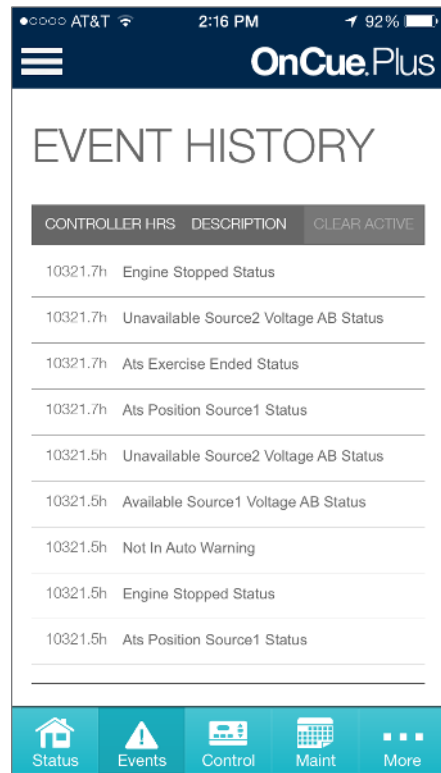 AT&T 2:16 PM 92%
OnCue.Plus
EVENT HISTORY
CONTROLLER HRS DESCRIPTION CLEAR ACTIVE
10321.7h Engine Stopped Status
10321.7h Unavailable Source2 Voltage AB Status
10321.7h Ats Exercise Ended Status
10321.7h Ats Position Source1 Status
10321.5h Unavailable Source2 Voltage AB Status
10321.5h Available Source1 Voltage AB Status
10321.5h Not In Auto Warning
10321.5h Engine Stopped Status
10321.5h Ats Position Source1 Status
Status Events Control Maint More